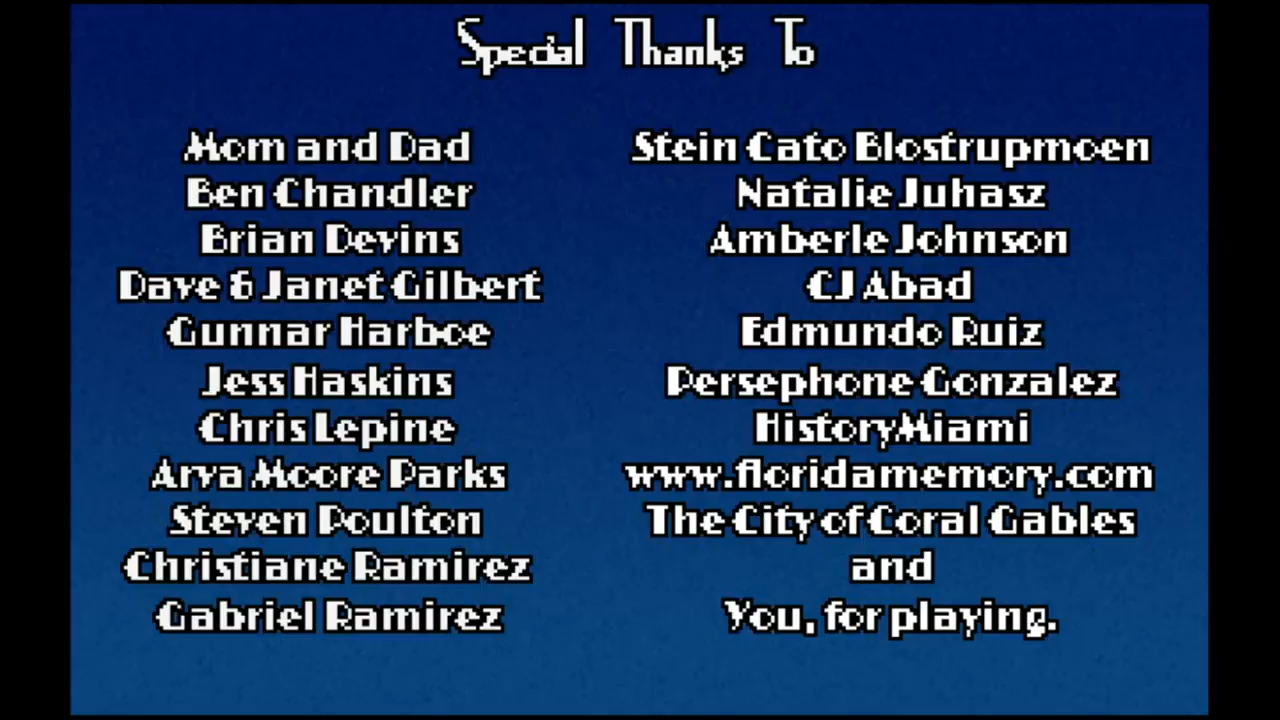 Special Thanks To
Mom and Dad
Ben Chandler
Brian Devins
Dave & Janet Gilbert
Gunnar Harboe
Jess Haskins
Chris Lepine
Arva Moore Parks
Steven Poulton
Christiane Ramirez
Gabriel Ramirez
Stein Cato Blostrupmoen
Natalie Juhasz
Amberle Johnson
CJ Abad
Edmundo Ruiz
Persephone Gonzalez
HistoryMiami
www.floridamemory.com
The City of Coral Gables
and
You, for playing.